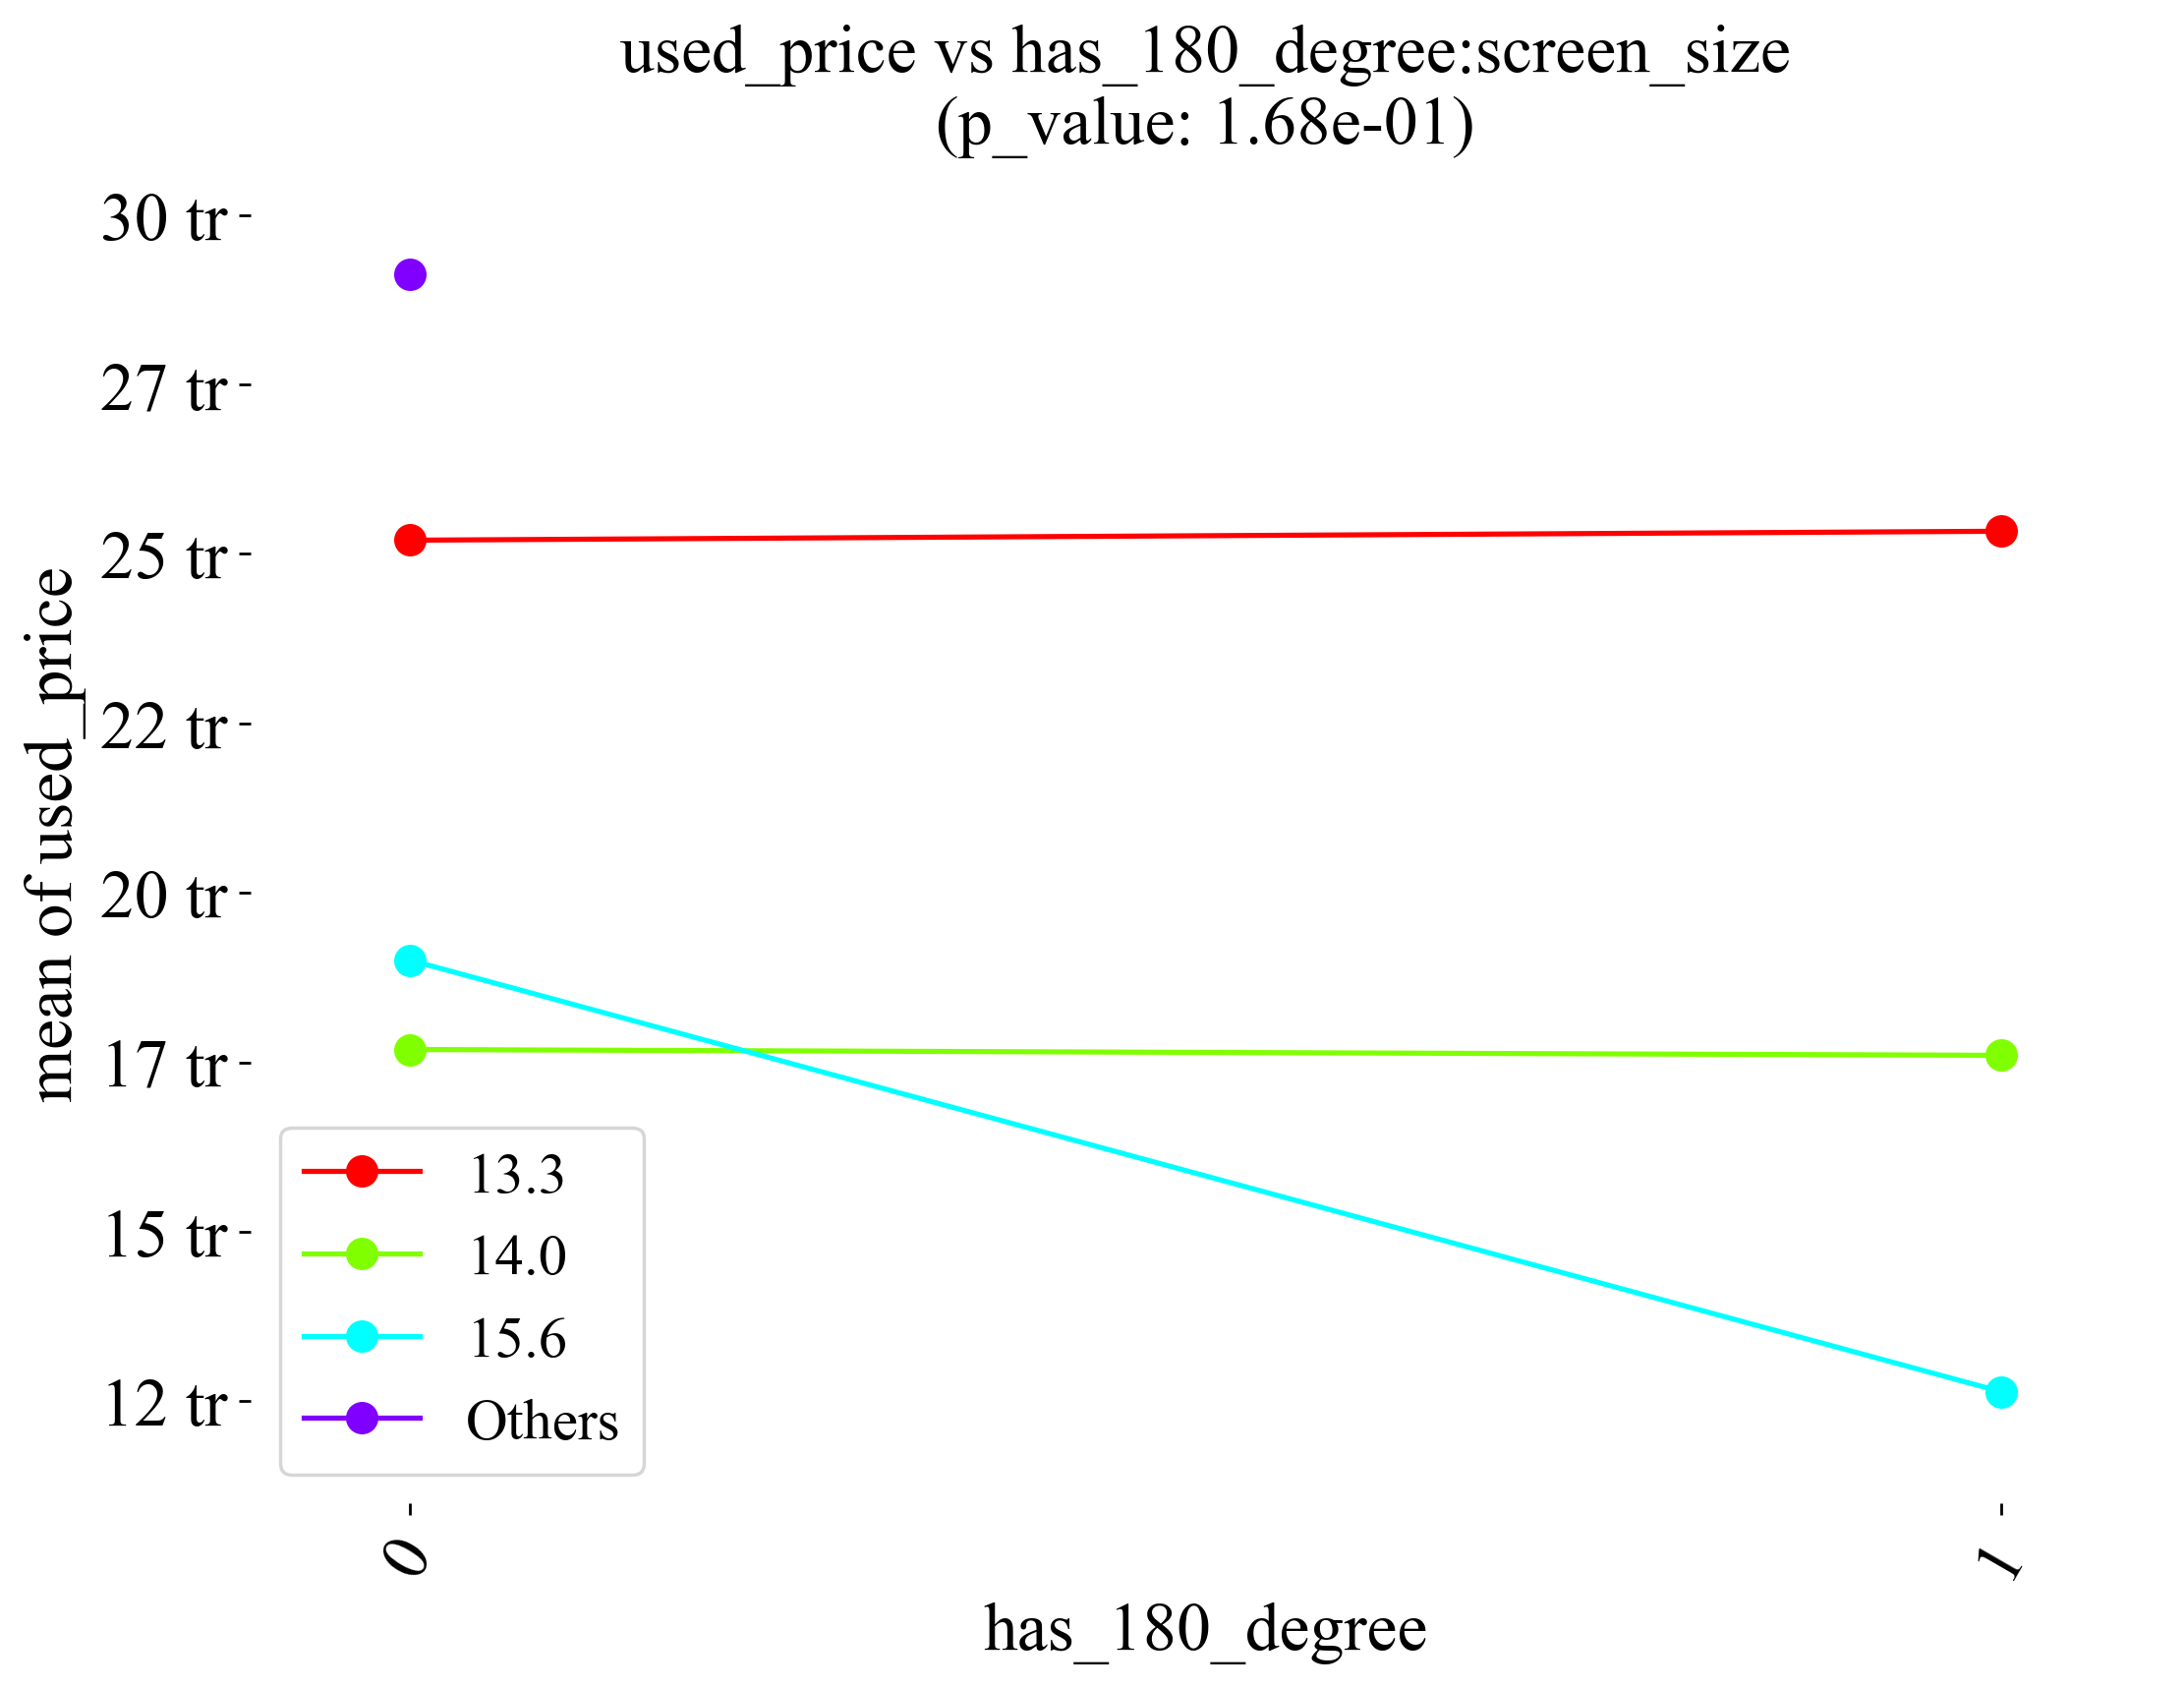 used_price vs has_180_degree:screen_size
(p_value: 1.68e-01)
30 tr
27 tr
25 tr
22 tr
20 tr
17 tr
15 tr
12 tr
mean of used_price
13.3
14.0
15.6
Others
0
1
has_180_degree